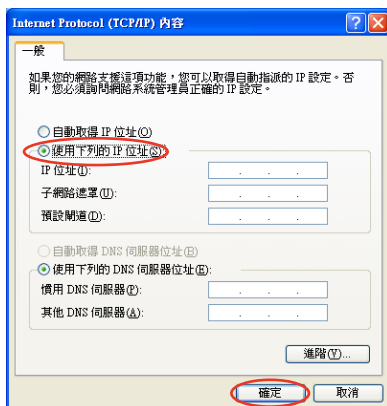 Internet Protocol (TCP/IP) 內容
一般
如果您的網路支援這項功能，您可以取得自動指派的 IP 設定。否
則，您必須詢問網路系統管理員正確的 IP 設定。
自動取得 IP 位址(O)
使用下列的 IP 位址(S):
IP 位址(I):
子網路遮罩(U):
預設閘道(D):
自動取得 DNS 伺服器位址(B)
使用下列的 DNS 伺服器位址(E):
慣用 DNS 伺服器(P):
其他 DNS 伺服器(A):
進階(V)...
確定
取消